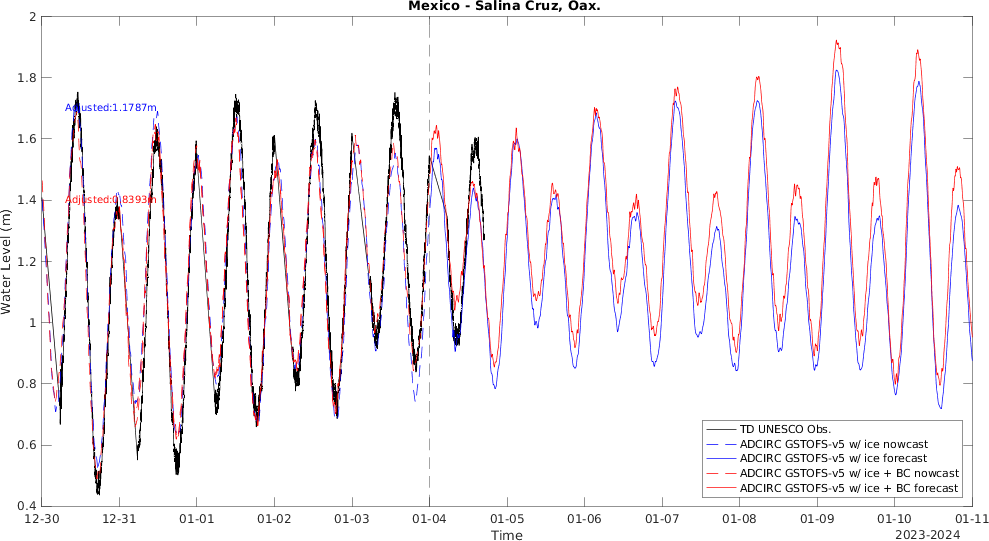 Mexico - Salina Cruz, Oax.
2
1.8
1.6
1.4
1.2
1
0.8
0.6
0.4
Water Level (m)
Adjusted:1.1787m
Adjusted:0.8393m
TD UNESCO Obs.
ADCIRC GSTOFS-v5 w/ ice nowcast
ADCIRC GSTOFS-v5 w/ ice forecast
ADCIRC GSTOFS-v5 w/ ice + BC nowcast
ADCIRC GSTOFS-v5 w/ ice + BC forecast
12-30 12-31 01-01 01-02 01-03 01-04 01-05 01-06 01-07 01-08 01-09 01-10 01-11
Time
2023-2024